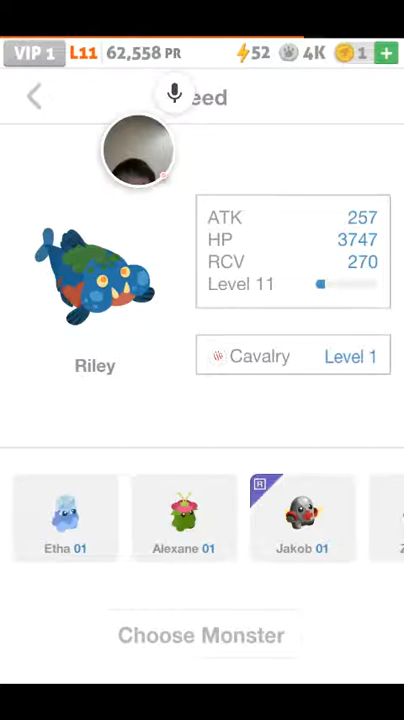 VIP 1 L11 62,558 PR 52 4K 1 +
eed
ATK 257
HP 3747
RCV 270
Level 11
Riley
Cavalry Level 1
R
Etha 01 Alexane 01 Jakob 01
Choose Monster